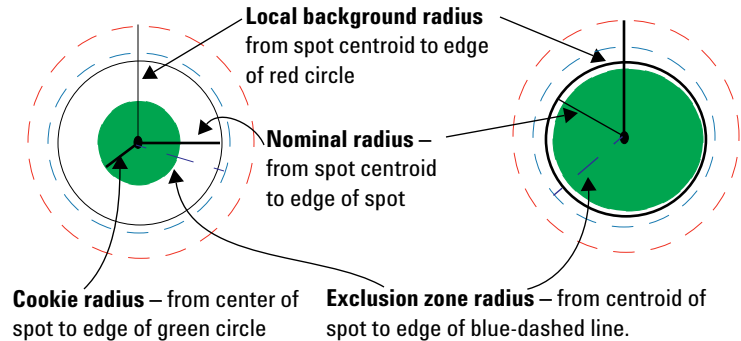 Local background radius
from spot centroid to edge
of red circle
Nominal radius –
from spot centroid
to edge of spot
Cookie radius – from center of
spot to edge of green circle
Exclusion zone radius – from centroid of
spot to edge of blue-dashed line.